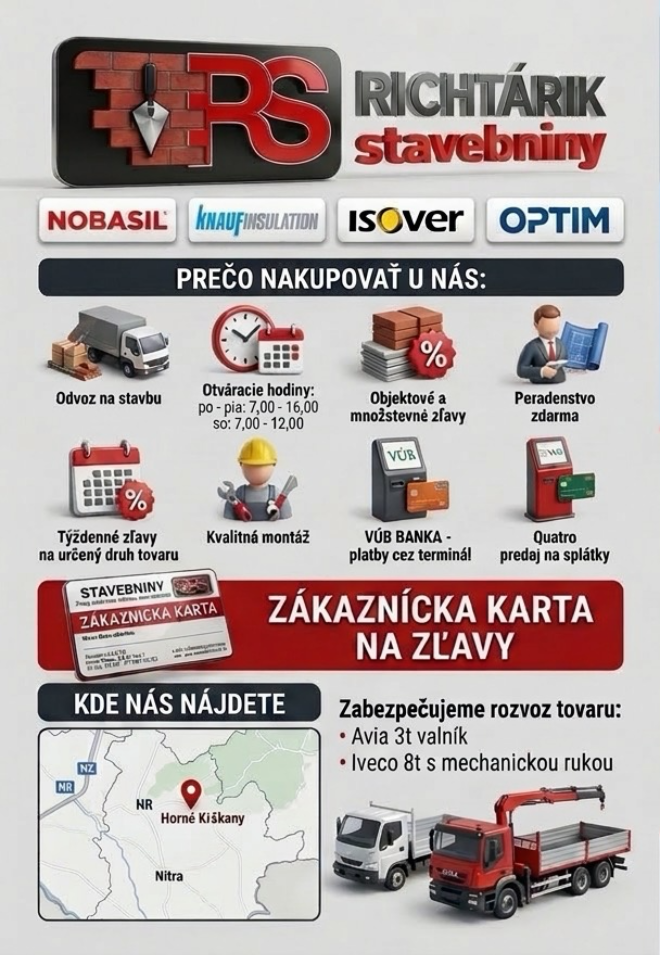 RS
RICHTÁRIK
stavebniny
NOBASIL
KNAUFINSULATION
ISOVER
OPTIM
PREČO NAKUPOVAŤ U NÁS:
Odvoz na stavbu
Otváracie hodiny:
po - pia: 7,00 - 16,00
so: 7,00 - 12,00
Objektové a
množstevné zľavy
Peradenstvo
zdarma
Týždenné zľavy
na určený druh tovaru
Kvalitná montáž
VÚB
VÚB BANKA -
platby cez terminál
Quatro
predaj na splátky
STAVEBNINY
ZÁKAZNICKA KARTA
ZÁKAZNÍCKA KARTA
NA ZĽAVY
KDE NÁS NÁJDETE
NZ
MR
NR
Horné Kiškany
Nitra
Zabezpečujeme rozvoz tovaru:
• Avia 3t valník
• Iveco 8t s mechanickou rukou